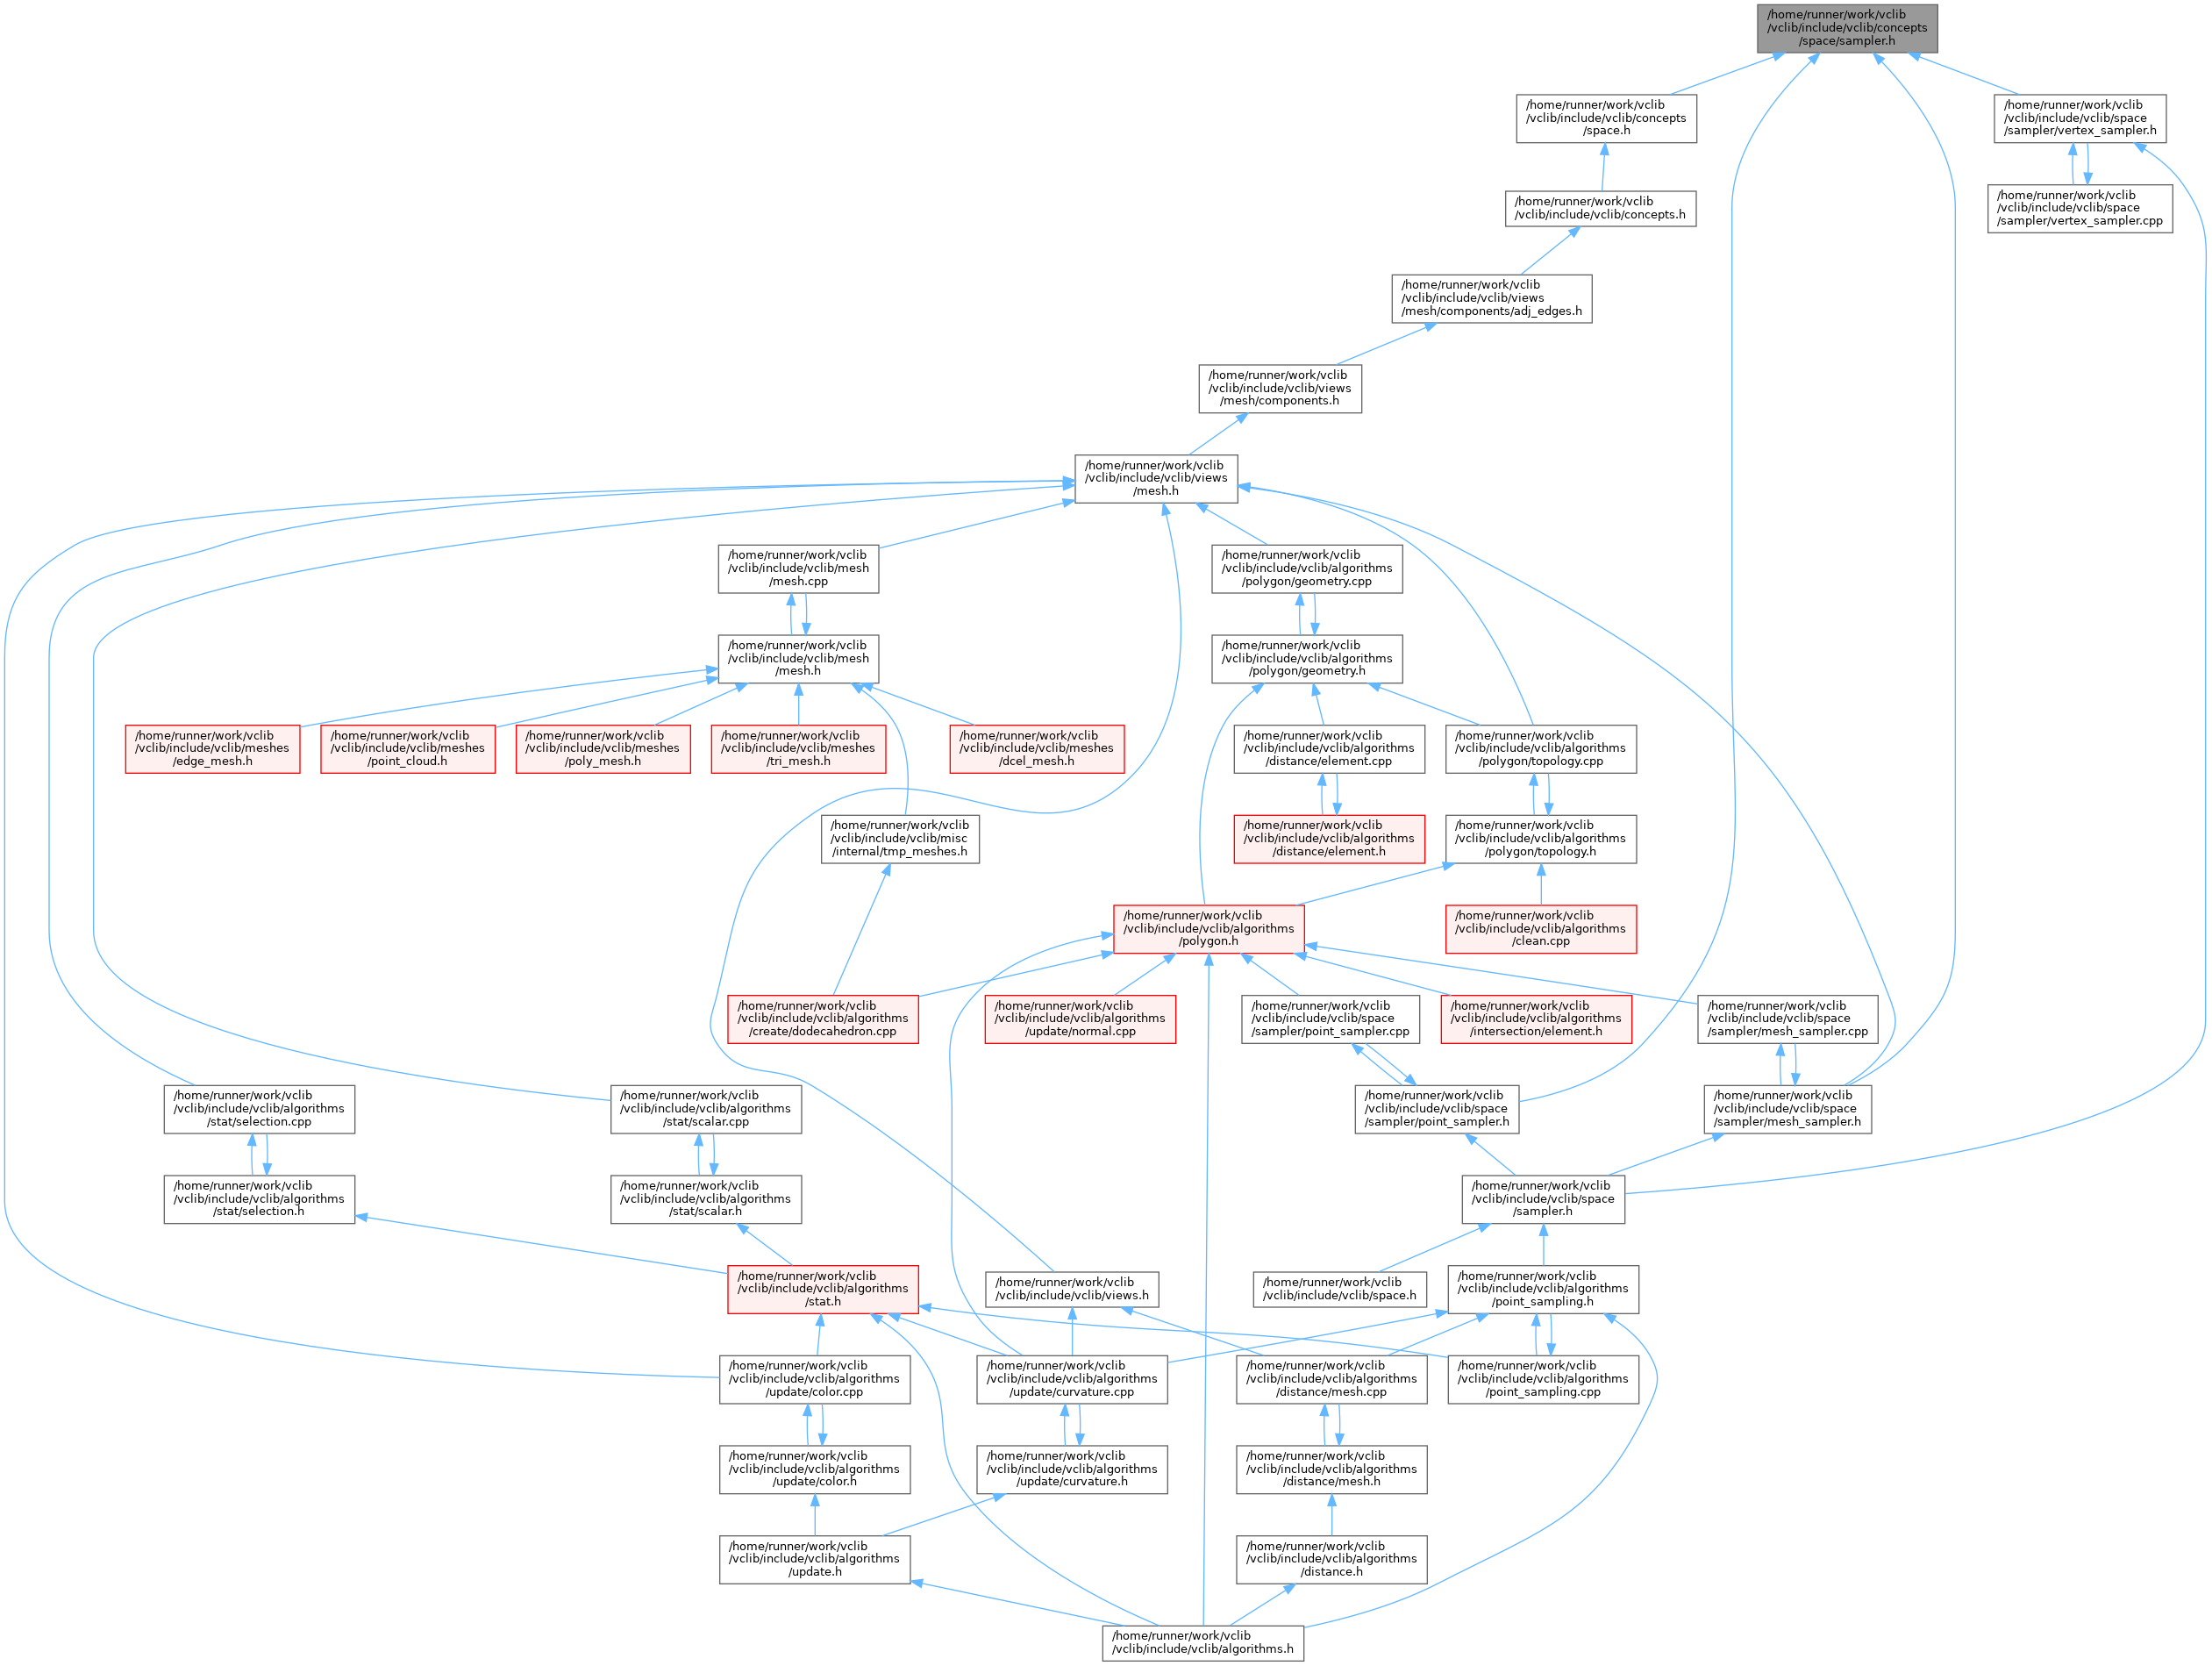 /home/runner/work/vclib
/vclib/include/vclib/concepts
/space/sampler.h
/home/runner/work/vclib
/vclib/include/vclib/concepts
/space.h
/home/runner/work/vclib
/vclib/include/vclib/space
/sampler/vertex_sampler.h
/home/runner/work/vclib
/vclib/include/vclib/concepts.h
/home/runner/work/vclib
/vclib/include/vclib/space
/sampler/vertex_sampler.cpp
/home/runner/work/vclib
/vclib/include/vclib/views
/mesh/components/adj_edges.h
/home/runner/work/vclib
/vclib/include/vclib/views
/mesh/components.h
/home/runner/work/vclib
/vclib/include/vclib/views
/mesh.h
/home/runner/work/vclib
/vclib/include/vclib/mesh
/mesh.cpp
/home/runner/work/vclib
/vclib/include/vclib/algorithms
/polygon/geometry.cpp
/home/runner/work/vclib
/vclib/include/vclib/mesh
/mesh.h
/home/runner/work/vclib
/vclib/include/vclib/algorithms
/polygon/geometry.h
/home/runner/work/vclib
/vclib/include/vclib/meshes
/edge_mesh.h
/home/runner/work/vclib
/vclib/include/vclib/meshes
/point_cloud.h
/home/runner/work/vclib
/vclib/include/vclib/meshes
/poly_mesh.h
/home/runner/work/vclib
/vclib/include/vclib/meshes
/tri_mesh.h
/home/runner/work/vclib
/vclib/include/vclib/meshes
/dcel_mesh.h
/home/runner/work/vclib
/vclib/include/vclib/algorithms
/distance/element.cpp
/home/runner/work/vclib
/vclib/include/vclib/algorithms
/polygon/topology.cpp
/home/runner/work/vclib
/vclib/include/vclib/misc
/internal/tmp_meshes.h
/home/runner/work/vclib
/vclib/include/vclib/algorithms
/distance/element.h
/home/runner/work/vclib
/vclib/include/vclib/algorithms
/polygon/topology.h
/home/runner/work/vclib
/vclib/include/vclib/algorithms
/polygon.h
/home/runner/work/vclib
/vclib/include/vclib/algorithms
/clean.cpp
/home/runner/work/vclib
/vclib/include/vclib/algorithms
/create/dodecahedron.cpp
/home/runner/work/vclib
/vclib/include/vclib/algorithms
/update/normal.cpp
/home/runner/work/vclib
/vclib/include/vclib/space
/sampler/point_sampler.cpp
/home/runner/work/vclib
/vclib/include/vclib/algorithms
/intersection/element.h
/home/runner/work/vclib
/vclib/include/vclib/space
/sampler/mesh_sampler.cpp
/home/runner/work/vclib
/vclib/include/vclib/algorithms
/stat/selection.cpp
/home/runner/work/vclib
/vclib/include/vclib/algorithms
/stat/scalar.cpp
/home/runner/work/vclib
/vclib/include/vclib/space
/sampler/point_sampler.h
/home/runner/work/vclib
/vclib/include/vclib/space
/sampler/mesh_sampler.h
/home/runner/work/vclib
/vclib/include/vclib/algorithms
/stat/selection.h
/home/runner/work/vclib
/vclib/include/vclib/algorithms
/stat/scalar.h
/home/runner/work/vclib
/vclib/include/vclib/space
/sampler.h
/home/runner/work/vclib
/vclib/include/vclib/algorithms
/stat.h
/home/runner/work/vclib
/vclib/include/vclib/views.h
/home/runner/work/vclib
/vclib/include/vclib/space.h
/home/runner/work/vclib
/vclib/include/vclib/algorithms
/point_sampling.h
/home/runner/work/vclib
/vclib/include/vclib/algorithms
/update/color.cpp
/home/runner/work/vclib
/vclib/include/vclib/algorithms
/update/curvature.cpp
/home/runner/work/vclib
/vclib/include/vclib/algorithms
/distance/mesh.cpp
/home/runner/work/vclib
/vclib/include/vclib/algorithms
/point_sampling.cpp
/home/runner/work/vclib
/vclib/include/vclib/algorithms
/update/color.h
/home/runner/work/vclib
/vclib/include/vclib/algorithms
/update/curvature.h
/home/runner/work/vclib
/vclib/include/vclib/algorithms
/distance/mesh.h
/home/runner/work/vclib
/vclib/include/vclib/algorithms
/update.h
/home/runner/work/vclib
/vclib/include/vclib/algorithms
/distance.h
/home/runner/work/vclib
/vclib/include/vclib/algorithms.h